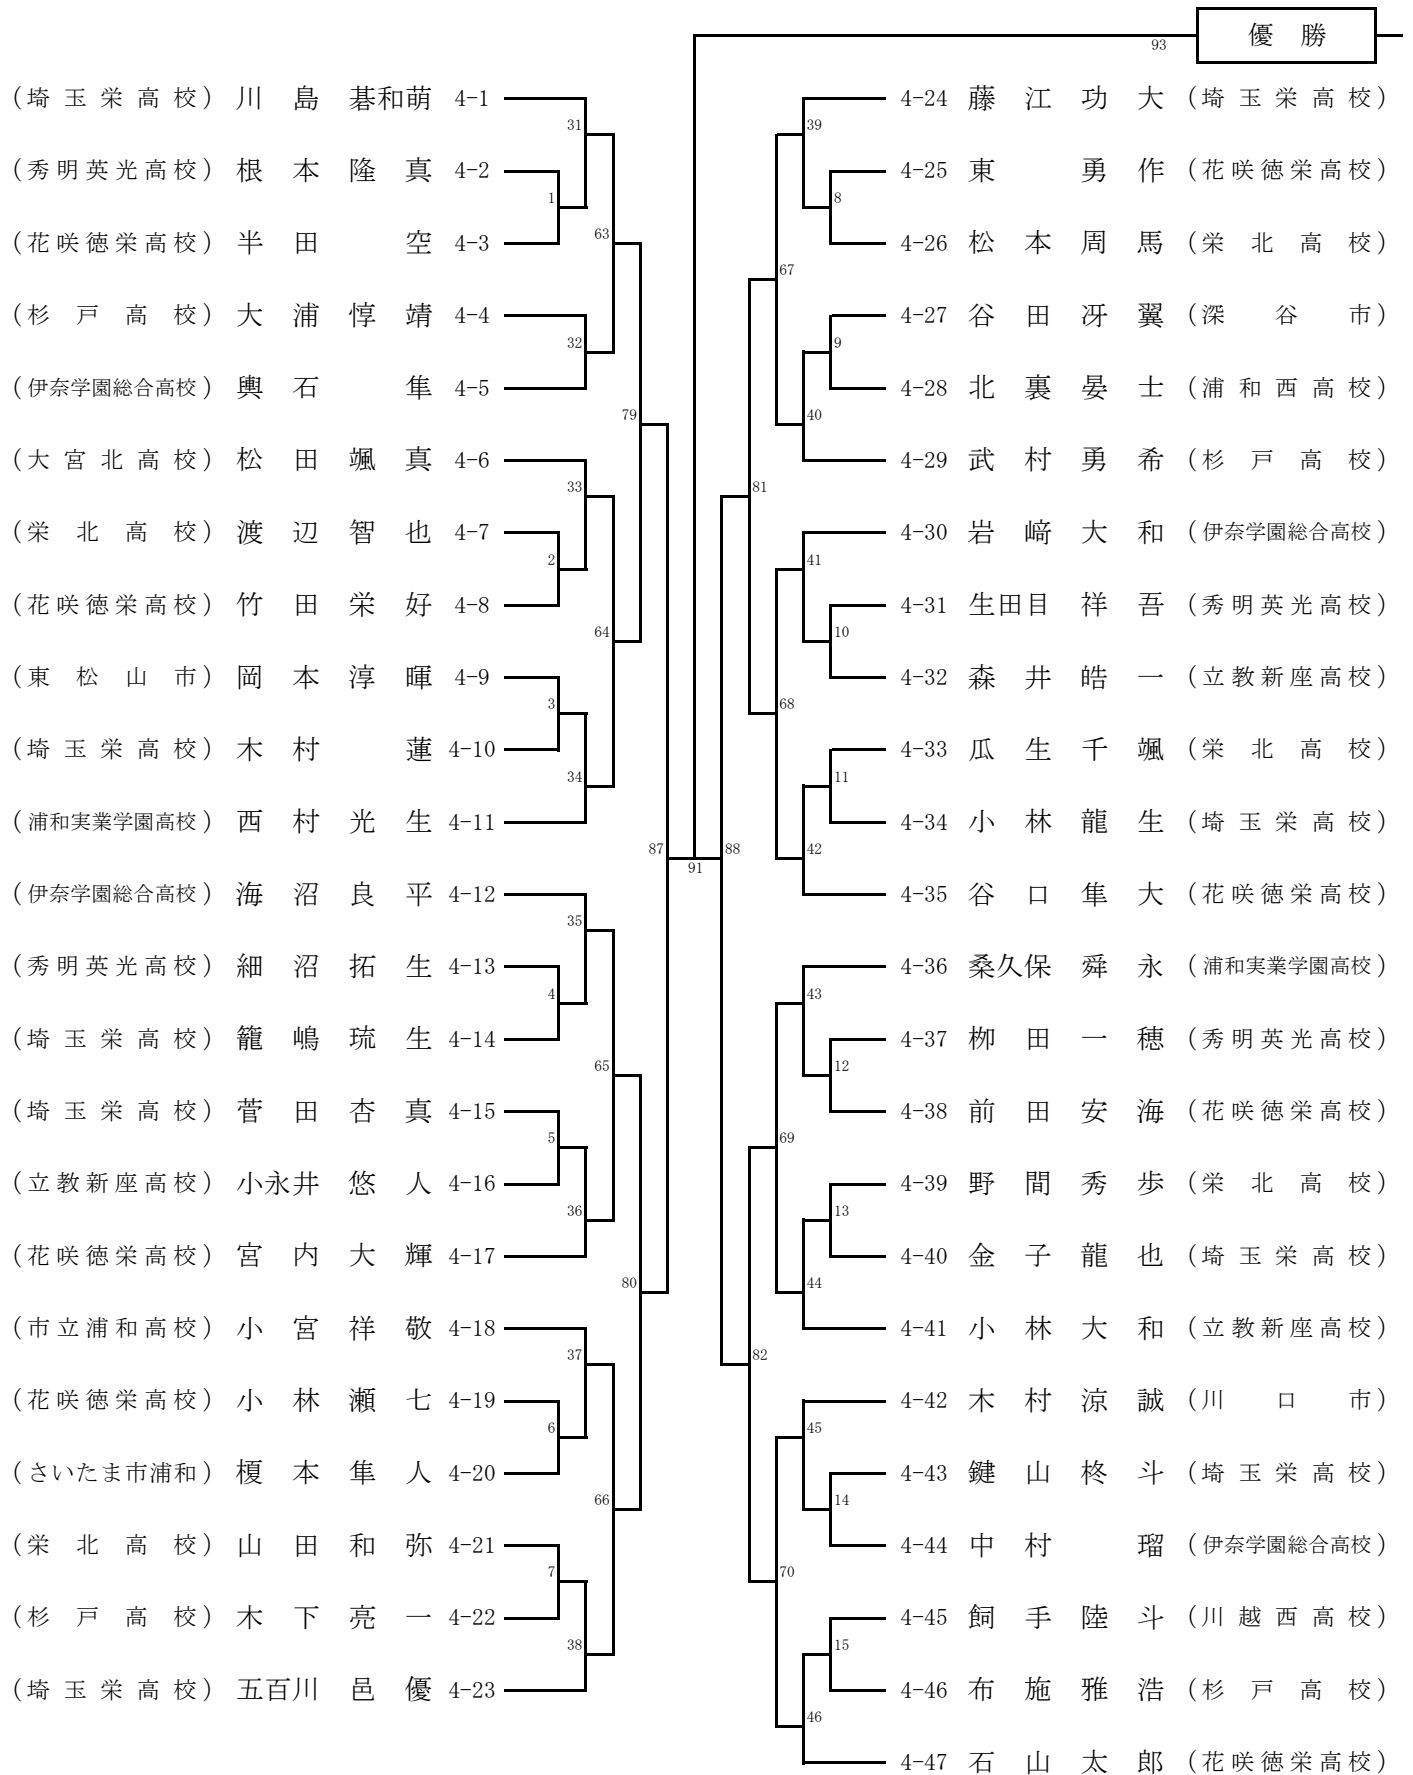 優勝
93
(埼玉栄高校) 川島碁和萌 4-1
31
(秀明英光高校) 根本隆真 4-2
1
(花咲徳栄高校) 半田空 4-3
63
(杉戸高校) 大浦惇靖 4-4
32
(伊奈学園総合高校) 輿石隼 4-5
79
(大宮北高校) 松田颯真 4-6
33
(栄北高校) 渡辺智也 4-7
2
(花咲徳栄高校) 竹田栄好 4-8
64
(東松山市) 岡本淳暉 4-9
3
(埼玉栄高校) 木村蓮 4-10
34
(浦和実業学園高校) 西村光生 4-11
87
91
88
(伊奈学園総合高校) 海沼良平 4-12
35
(秀明英光高校) 細沼拓生 4-13
4
(埼玉栄高校) 籠嶋琉生 4-14
65
(埼玉栄高校) 菅田杏真 4-15
5
(立教新座高校) 小永井悠人 4-16
36
(花咲徳栄高校) 宮内大輝 4-17
80
(市立浦和高校) 小宮祥敬 4-18
37
(花咲徳栄高校) 小林瀬七 4-19
6
(さいたま市浦和) 榎本隼人 4-20
66
(栄北高校) 山田和弥 4-21
7
(杉戸高校) 木下亮一 4-22
38
(埼玉栄高校) 五百川邑優 4-23
4-24 藤江功大 (埼玉栄高校)
39
4-25 東勇作 (花咲徳栄高校)
8
4-26 松本周馬 (栄北高校)
67
4-27 谷田冴翼 (深谷市)
9
4-28 北裏晏士 (浦和西高校)
40
4-29 武村勇希 (杉戸高校)
81
4-30 岩﨑大和 (伊奈学園総合高校)
41
4-31 生田目祥吾 (秀明英光高校)
10
4-32 森井皓一 (立教新座高校)
68
4-33 瓜生千颯 (栄北高校)
11
4-34 小林龍生 (埼玉栄高校)
42
4-35 谷口隼大 (花咲徳栄高校)
4-36 桑久保舜永 (浦和実業学園高校)
43
4-37 栁田一穂 (秀明英光高校)
12
4-38 前田安海 (花咲徳栄高校)
69
4-39 野間秀歩 (栄北高校)
13
4-40 金子龍也 (埼玉栄高校)
44
4-41 小林大和 (立教新座高校)
82
4-42 木村涼誠 (川口市)
45
4-43 鍵山柊斗 (埼玉栄高校)
14
4-44 中村瑠 (伊奈学園総合高校)
70
4-45 飼手陸斗 (川越西高校)
15
4-46 布施雅浩 (杉戸高校)
46
4-47 石山太郎 (花咲徳栄高校)